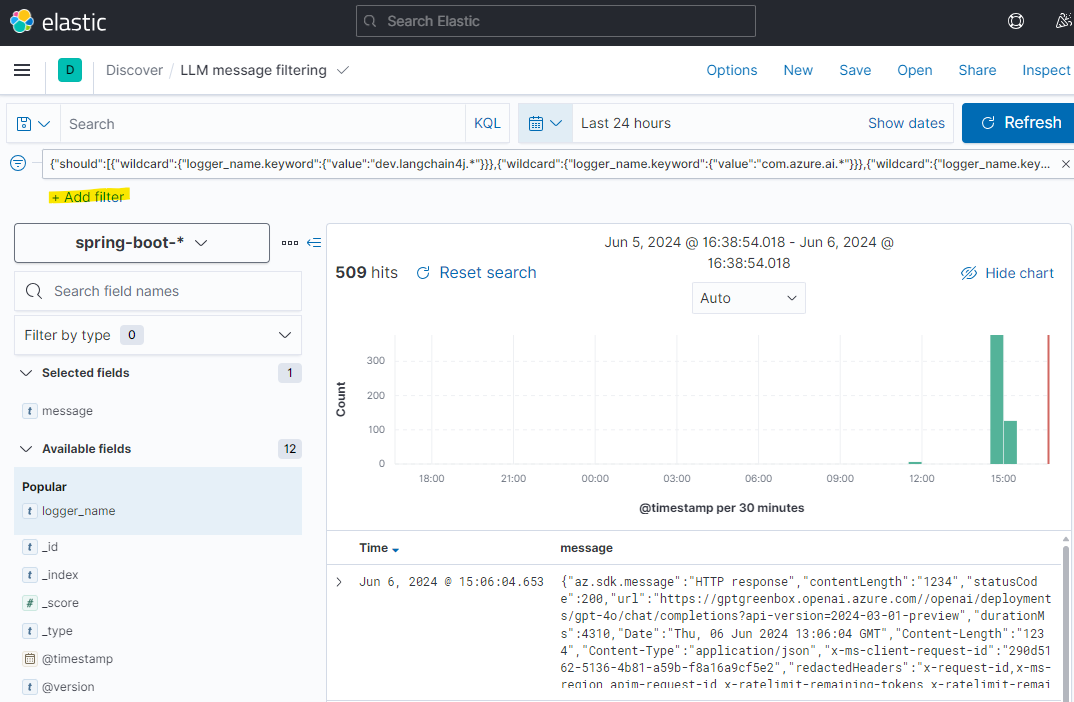 elastic
Search Elastic
D
Discover / LLM message filtering
Options New Save Open Share Inspect
Search
KQL
Last 24 hours
Show dates
Refresh
{"should":[{"wildcard":{"logger_name.keyword":{"value":"dev.langchain4j.*"}}},{"wildcard":{"logger_name.keyword":{"value":"com.azure.ai.*"}}},{"wildcard":{"logger_name.key...
+ Add filter
spring-boot-*
Search field names
Filter by type 0
Selected fields 1
t message
Available fields 12
Popular
t logger_name
t _id
t _index
# _score
t _type
@timestamp
t @version
Jun 5, 2024 @ 16:38:54.018 - Jun 6, 2024 @
16:38:54.018
509 hits
Reset search
Hide chart
Auto
Count
300
200
100
0
18:00 21:00 00:00 03:00 06:00 09:00 12:00 15:00
@timestamp per 30 minutes
Time message
Jun 6, 2024 @ 15:06:04.653
{"az.sdk.message":"HTTP response","contentLength":"1234","statusCod
e":200,"url":"https://gptgreenbox.openai.azure.com//openai/deployment
s/gpt-4o/chat/completions?api-version=2024-03-01-preview","durationM
s":4310,"Date":"Thu, 06 Jun 2024 13:06:04 GMT","Content-Length":"123
4","Content-Type":"application/json","x-ms-client-request-id":"290d51
62-5136-4b81-a59b-f8a16a9cf5e2","redactedHeaders":"x-request-id,x-ms-
region,apim-request-id,x-ratelimit-remaining-tokens,x-ratelimit-remai